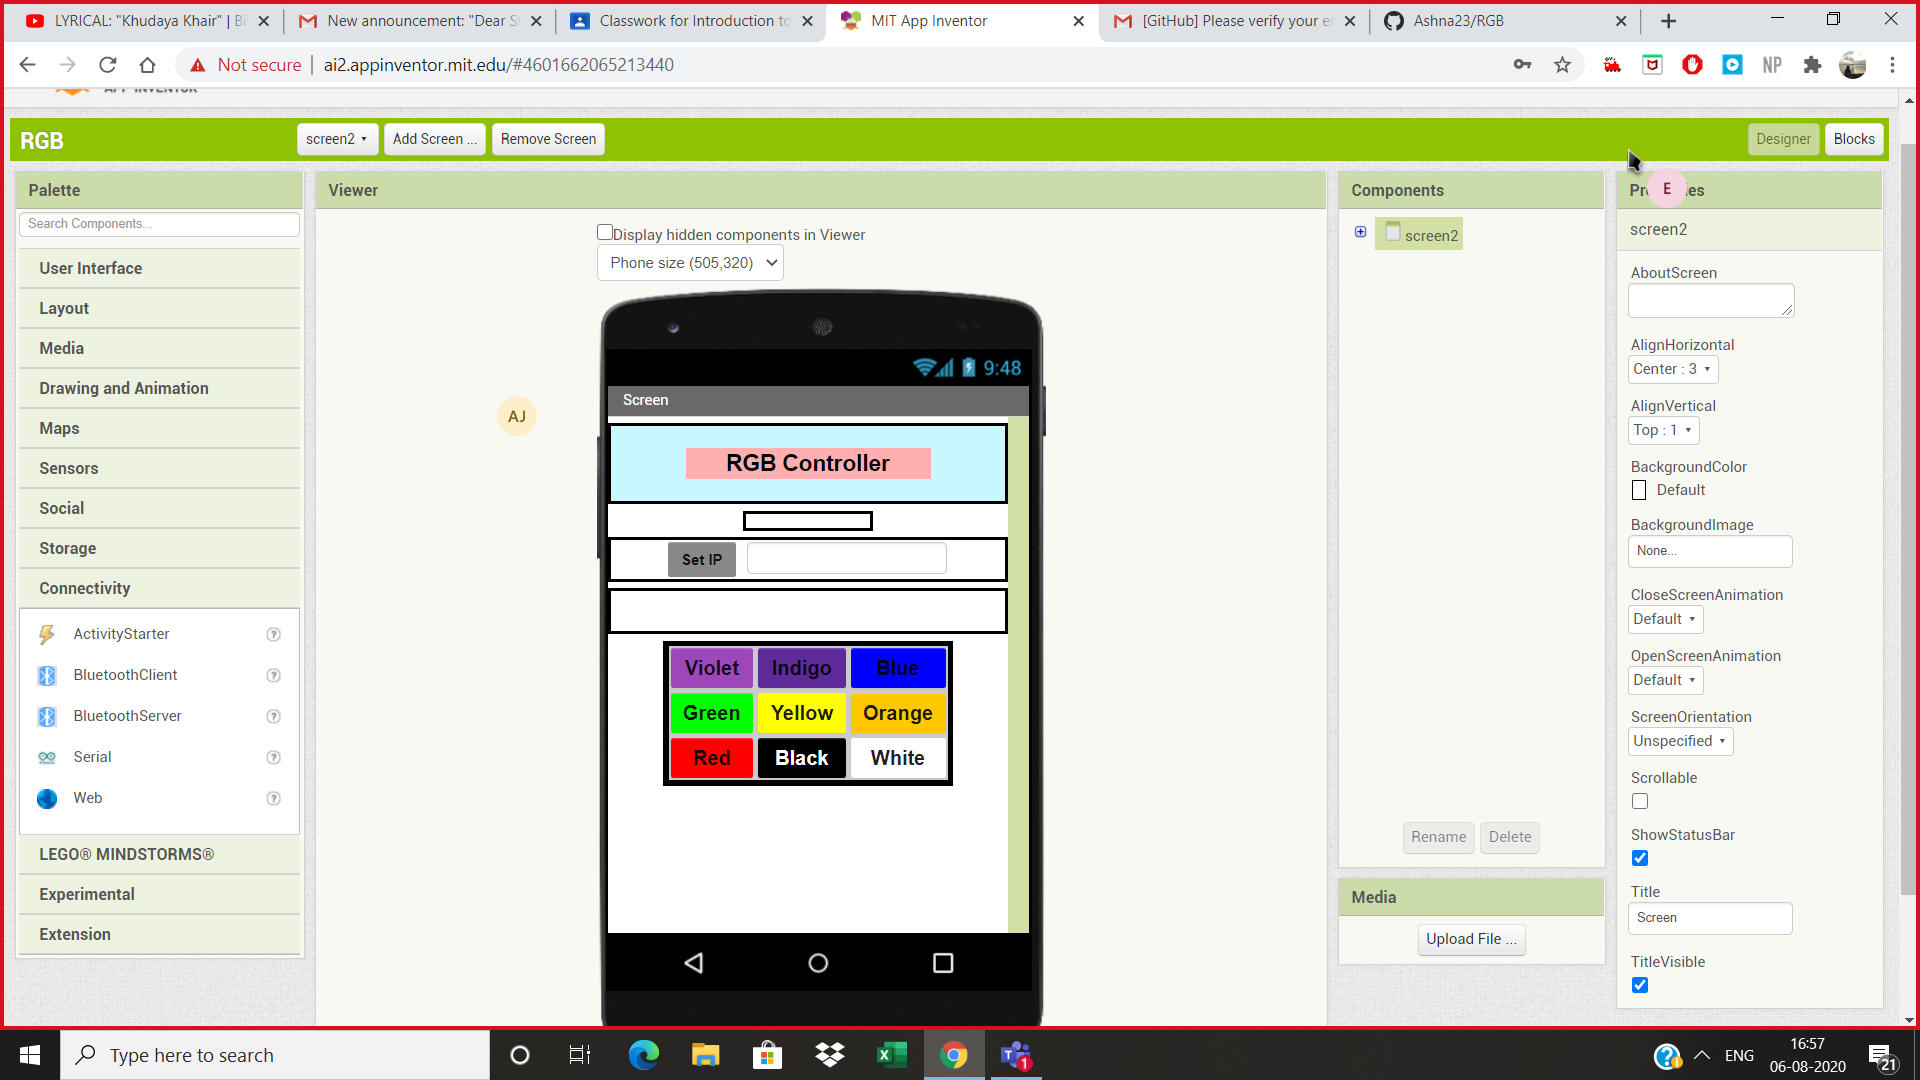 LYRICAL: "Khudaya Khair" | Bi
New announcement: "Dear S
Classwork for Introduction to
MIT App Inventor
[GitHub] Please verify your e
Ashna23/RGB
Not secure | ai2.appinventor.mit.edu/#4601662065213440
NP
APP INVENTOR
RGB
screen2
Add Screen ...
Remove Screen
Designer
Blocks
Palette
Search Components...
User Interface
Layout
Media
Drawing and Animation
Maps
Sensors
Social
Storage
Connectivity
ActivityStarter ?
BluetoothClient ?
BluetoothServer ?
Serial ?
Web ?
LEGO® MINDSTORMS®
Experimental
Extension
Viewer
Display hidden components in Viewer
Phone size (505,320)
AJ
9:48
Screen
RGB Controller
Set IP
Violet Indigo Blue
Green Yellow Orange
Red Black White
Components
screen2
Rename Delete
Media
Upload File ...
E
screen2
AboutScreen
AlignHorizontal
Center : 3
AlignVertical
Top : 1
BackgroundColor
Default
BackgroundImage
None...
CloseScreenAnimation
Default
OpenScreenAnimation
Default
ScreenOrientation
Unspecified
Scrollable
ShowStatusBar
Title
Screen
TitleVisible
Type here to search
1
ENG
16:57
06-08-2020
21